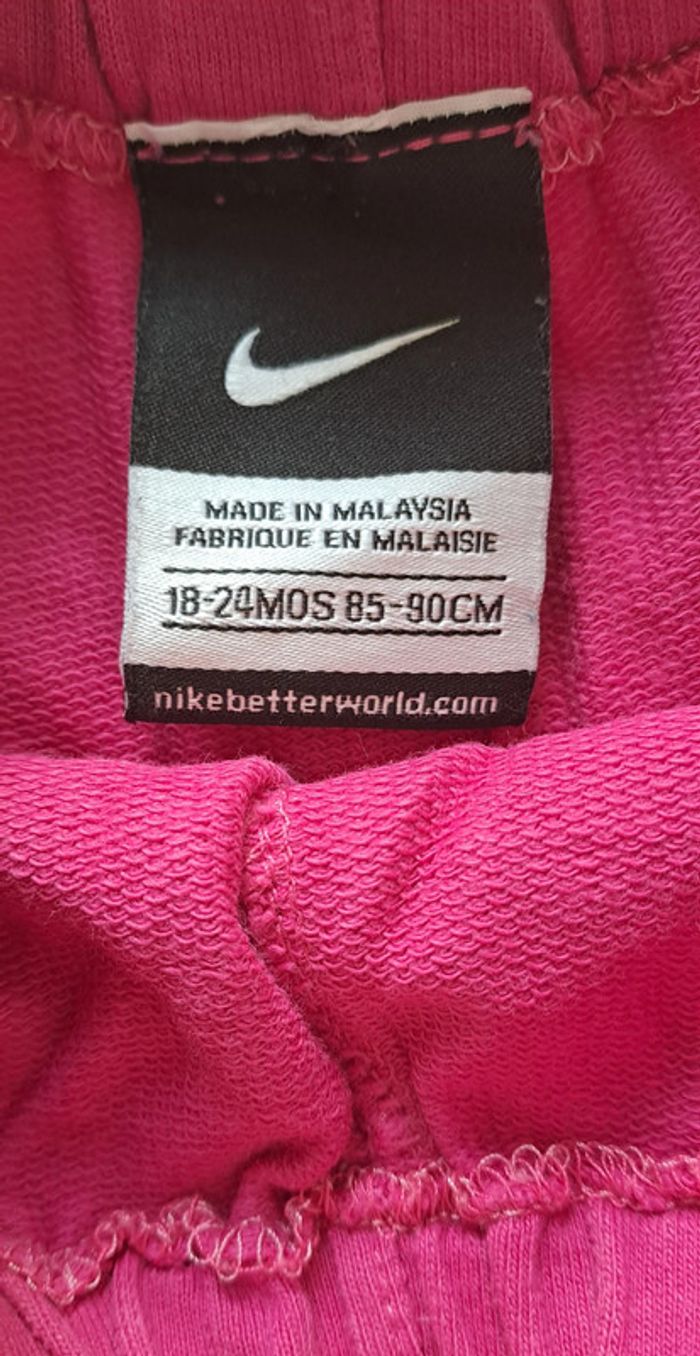 MADE IN MALAYSIA
FABRIQUE EN MALAISIE
18-24MOS 85-90CM
nikebetterworld.com